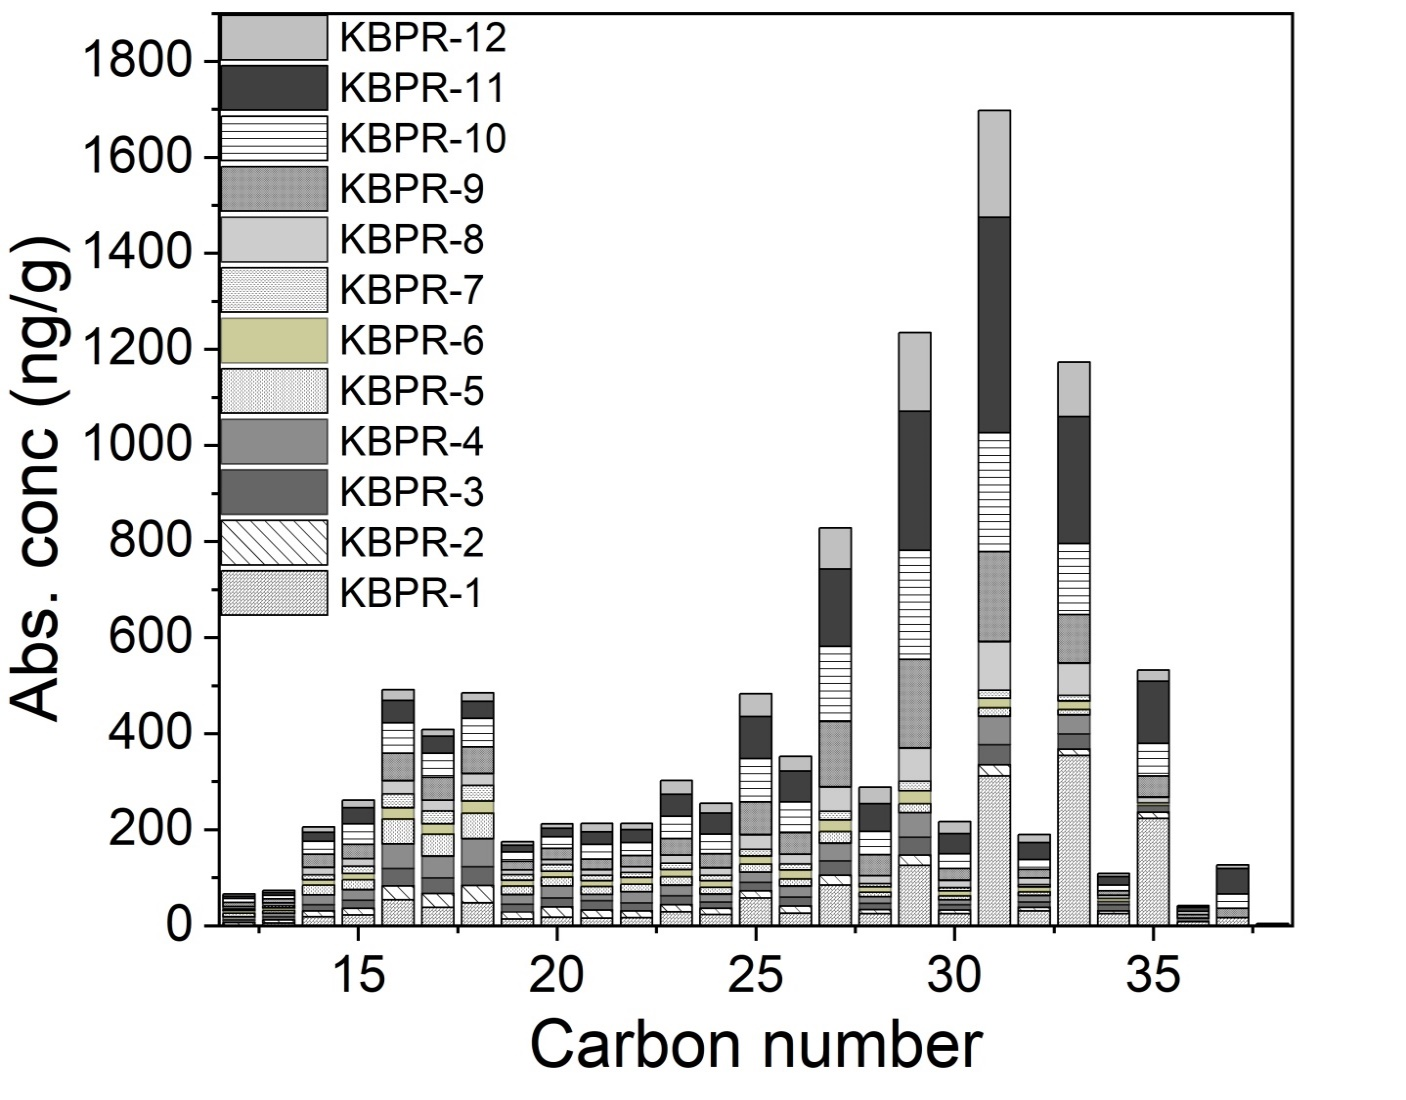 KBPR-12
KBPR-11
KBPR-10
KBPR-9
KBPR-8
KBPR-7
KBPR-6
KBPR-5
KBPR-4
KBPR-3
KBPR-2
KBPR-1
Abs. conc (ng/g)
1800
1600
1400
1200
1000
800
600
400
200
0
15 20 25 30 35
Carbon number